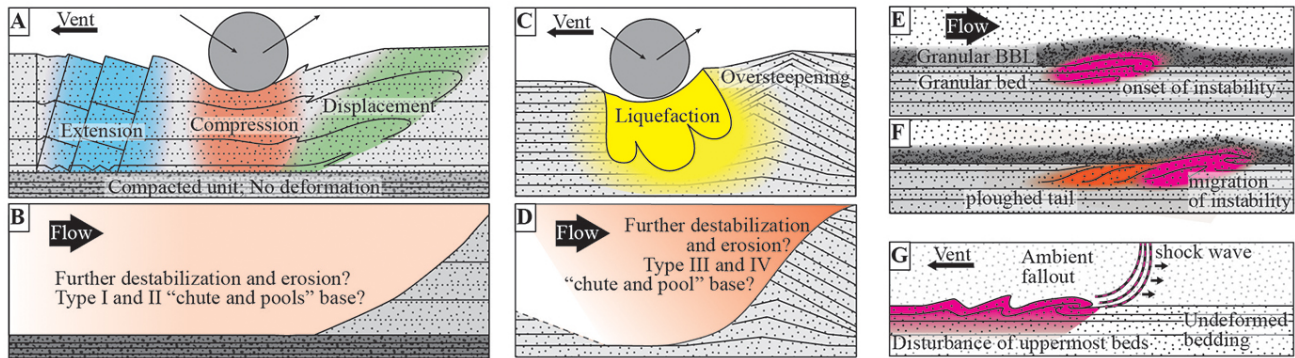 A
Vent
Extension
Compression
Displacement
Compacted unit; No deformation
B
Flow
Further destabilization and erosion?
Type I and II “chute and pools” base?
C
Vent
Oversteepening
Liquefaction
D
Flow
Further destabilization
and erosion?
Type III and IV
“chute and pool” base?
E
Flow
Granular BBL
Granular bed
onset of instability
F
ploughed tail
migration
of instability
G
Vent
Ambient
fallout
shock wave
Undeformed
bedding
Disturbance of uppermost beds